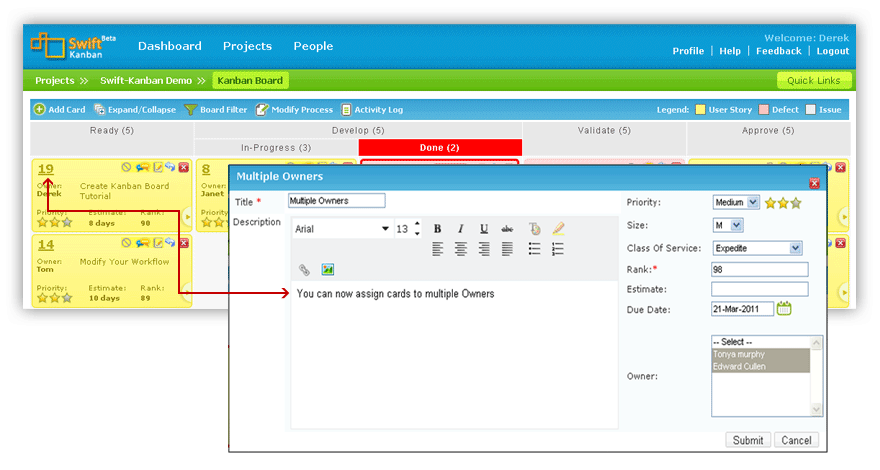 Swift Beta
Kanban
Dashboard Projects People
Welcome: Derek
Profile | Help | Feedback | Logout
Projects >> Swift-Kanban Demo >> Kanban Board
Quick Links
Add Card Expand/Collapse Board Filter Modify Process Activity Log
Legend: User Story Defect Issue
Ready (5) Develop (5) Validate (5) Approve (5)
In-Progress (3) Done (2)
19
Owner:
Derek
Create Kanban Board
Tutorial
Priority: Estimate: Rank:
8 days 90
14
Owner:
Tom
Modify Your Workflow
Priority: Estimate: Rank:
10 days 89
8
Owner:
Janet
Priority
Multiple Owners
Title * Multiple Owners
Description
Arial 13 B I U abc
You can now assign cards to multiple Owners
Priority: Medium
Size: M
Class Of Service: Expedite
Rank:* 98
Estimate:
Due Date: 21-Mar-2011
Owner:
-- Select --
Tonya murphy
Edward Cullen
Submit Cancel